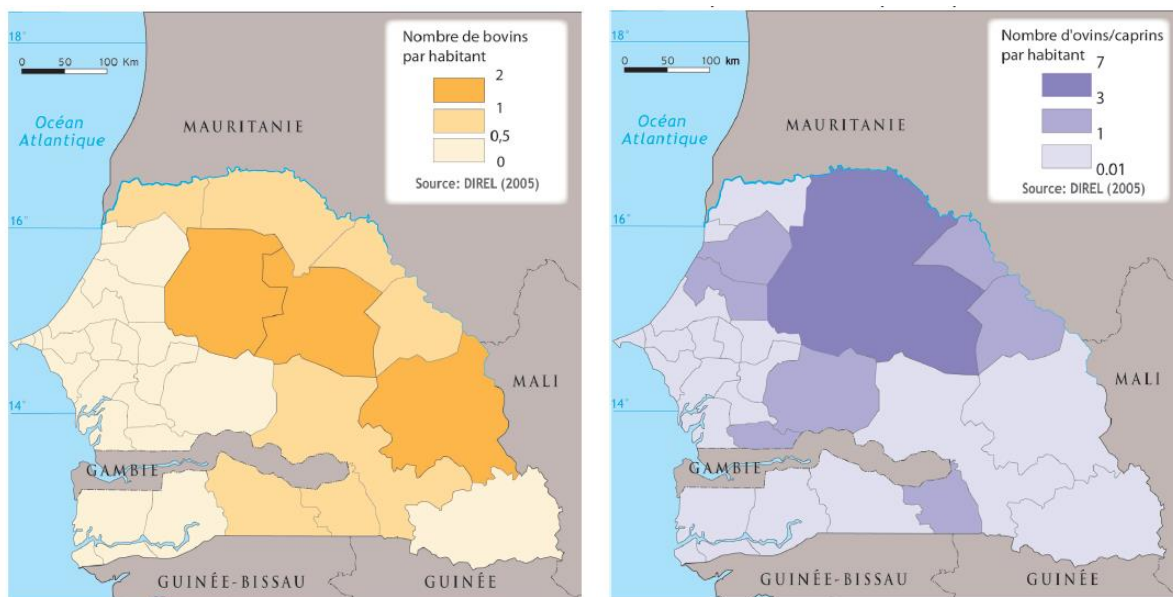 Nombre de bovins
par habitant
2
1
0,5
0
Source: DIREL (2005)
18°
0 50 100 Km
Océan
Atlantique
MAURITANIE
16°
14°
MALI
GAMBIE
GUINÉE-BISSAU
GUINÉE
Nombre d'ovins/caprins
par habitant
7
3
1
0.01
Source: DIREL (2005)
18°
0 50 100 km
Océan
Atlantique
MAURITANIE
16°
14°
MALI
GAMBIE
GUINÉE-BISSAU
GUINÉE